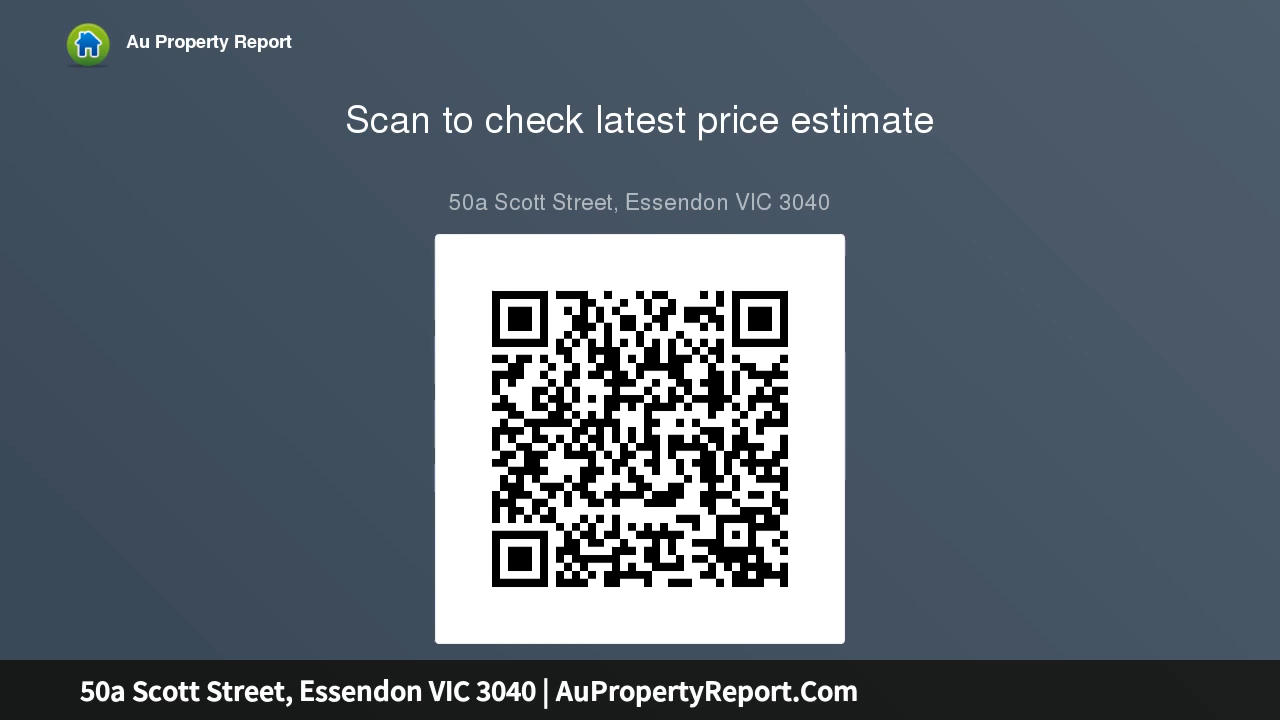 Au Property Report
Scan to check latest price estimate
50a Scott Street, Essendon VIC 3040
50a Scott Street, Essendon VIC 3040 | AuPropertyReport.Com